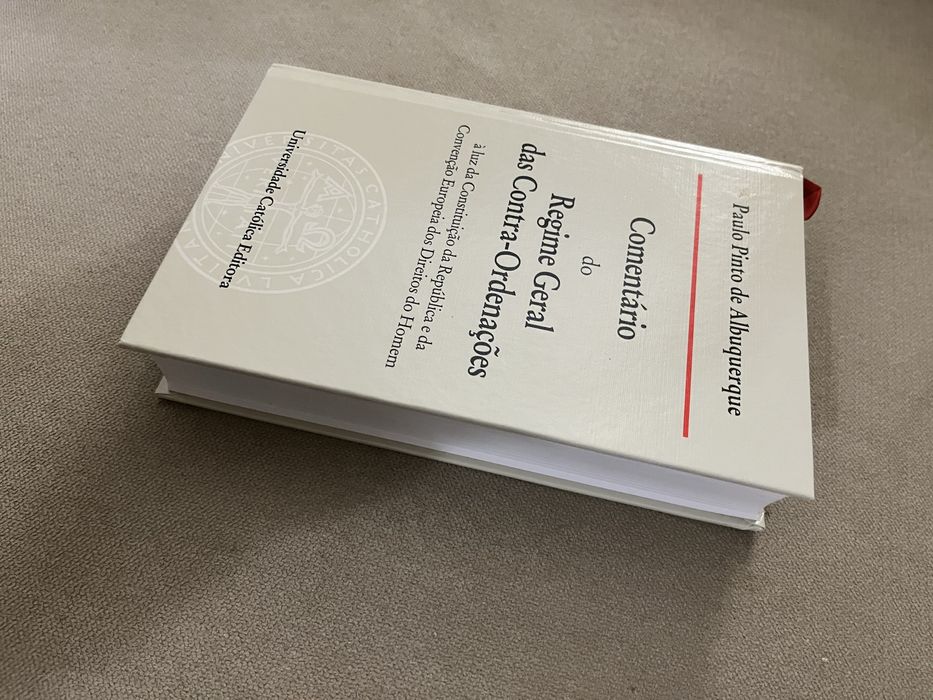 Paulo Pinto de Albuquerque
Comentário
do
Regime Geral
das Contra-Ordenações
à luz da Constituição da República e da
Convenção Europeia dos Direitos do Homem
Universidade Católica Editora